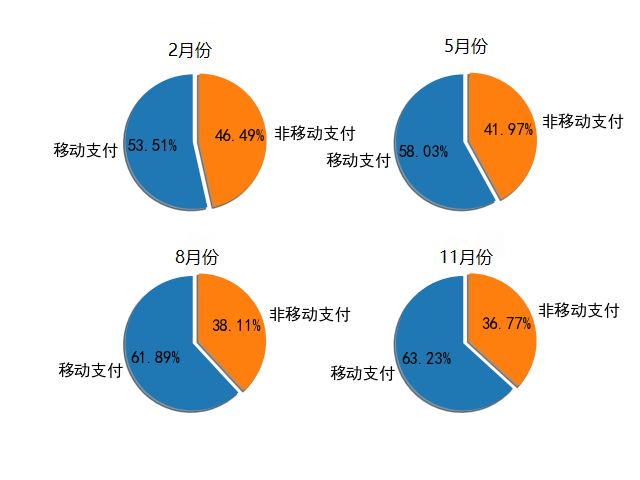 2月份
移动支付
53.51%
46.49%
非移动支付
5月份
移动支付
58.03%
41.97%
非移动支付
8月份
移动支付
61.89%
38.11%
非移动支付
11月份
移动支付
63.23%
36.77%
非移动支付